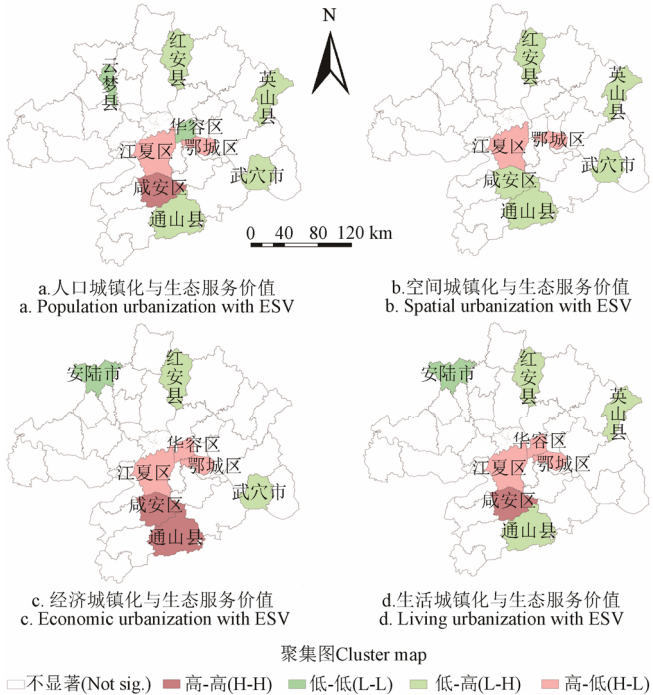 N
红安县
云梦县
英山县
华容区
江夏区
鄂城区
咸安区
武穴市
通山县
0 40 80 120 km
a.人口城镇化与生态服务价值
a. Population urbanization with ESV
红安县
英山县
江夏区
鄂城区
咸安区
武穴市
通山县
b.空间城镇化与生态服务价值
b. Spatial urbanization with ESV
安陆市
红安县
华容区
江夏区
鄂城区
咸安区
武穴市
通山县
c. 经济城镇化与生态服务价值
c. Economic urbanization with ESV
安陆市
红安县
英山县
华容区
江夏区
鄂城区
咸安区
通山县
d.生活城镇化与生态服务价值
d. Living urbanization with ESV
聚集图Cluster map
不显著(Not sig.) 高-高(H-H) 低-低(L-L) 低-高(L-H) 高-低(H-L)